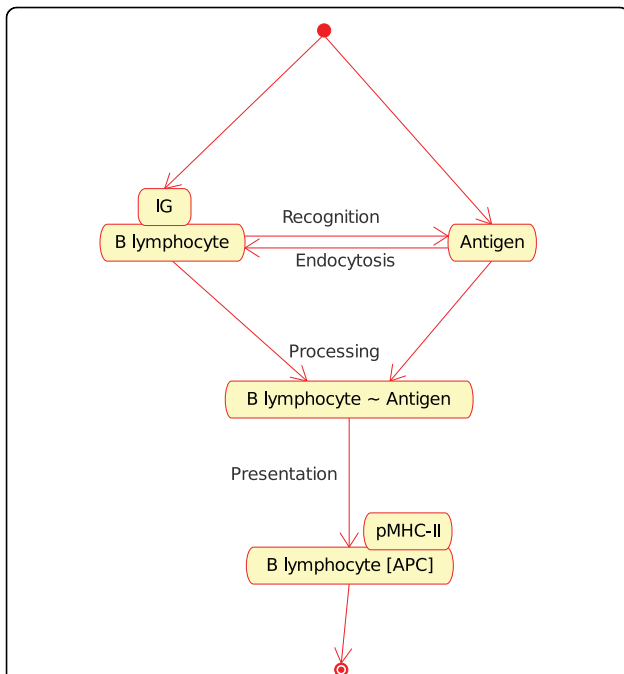 IG
B lymphocyte
Recognition
Antigen
Endocytosis
Processing
B lymphocyte ~ Antigen
Presentation
pMHC-II
B lymphocyte [APC]